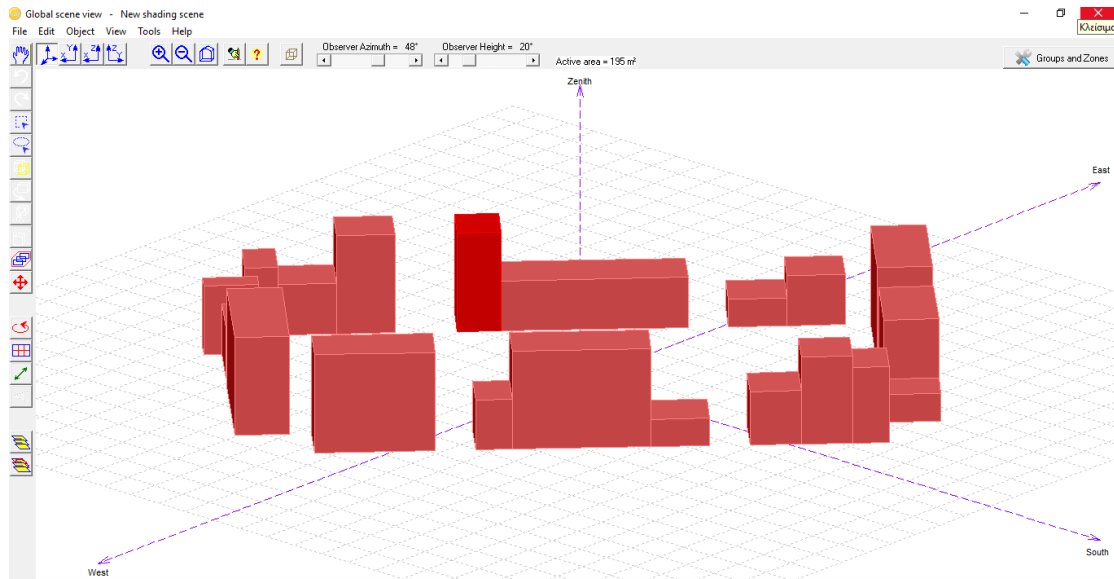 Global scene view - New shading scene
File Edit Object View Tools Help
Κλείσιμο
Observer Azimuth = 48° Observer Height = 20°
Active area = 195 m²
Groups and Zones
Zenith
East
South
West